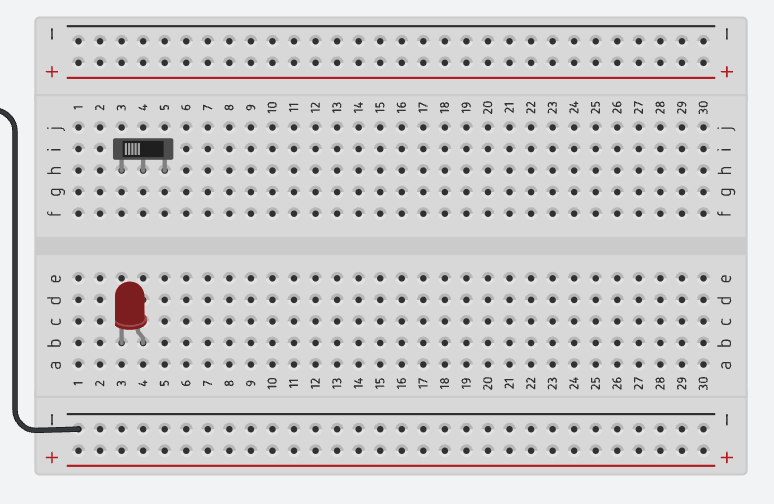 − −
+ +
1 2 3 4 5 6 7 8 9 10 11 12 13 14 15 16 17 18 19 20 21 22 23 24 25 26 27 28 29 30
j j
i i
h h
g g
f f
e e
d d
c c
b b
a a
1 2 3 4 5 6 7 8 9 10 11 12 13 14 15 16 17 18 19 20 21 22 23 24 25 26 27 28 29 30
− −
+ +